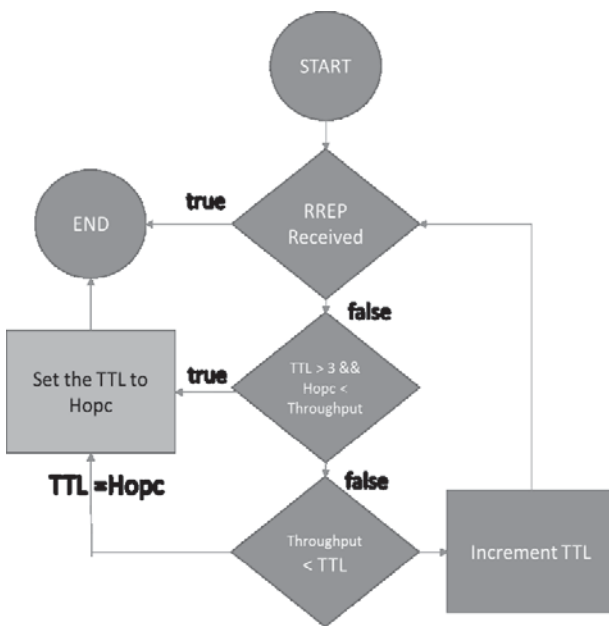 START
true
END
RREP
Received
false
TTL > 3 &&
Hopc <
Throughput
true
Set the TTL to
Hopc
TTL =Hopc
false
Throughput
< TTL
Increment TTL